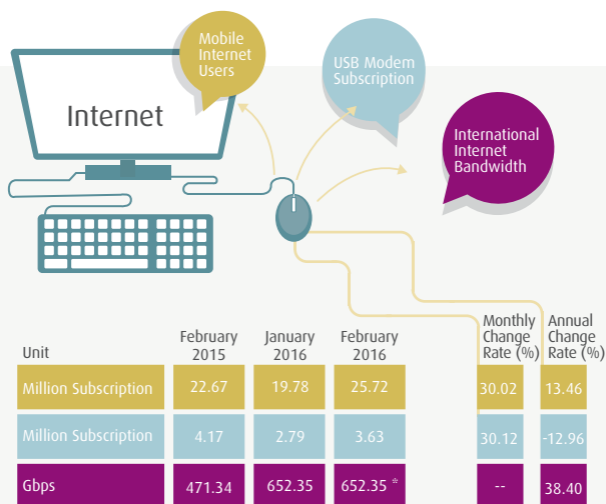 Mobile
Internet
Users
USB Modem
Subscription
Internet
International
Internet
Bandwidth
Unit
February
2015
January
2016
February
2016
Monthly
Change
Rate (%)
Annual
Change
Rate (%)
Million Subscription 22.67 19.78 25.72 30.02 13.46
Million Subscription 4.17 2.79 3.63 30.12 -12.96
Gbps 471.34 652.35 652.35 * -- 38.40